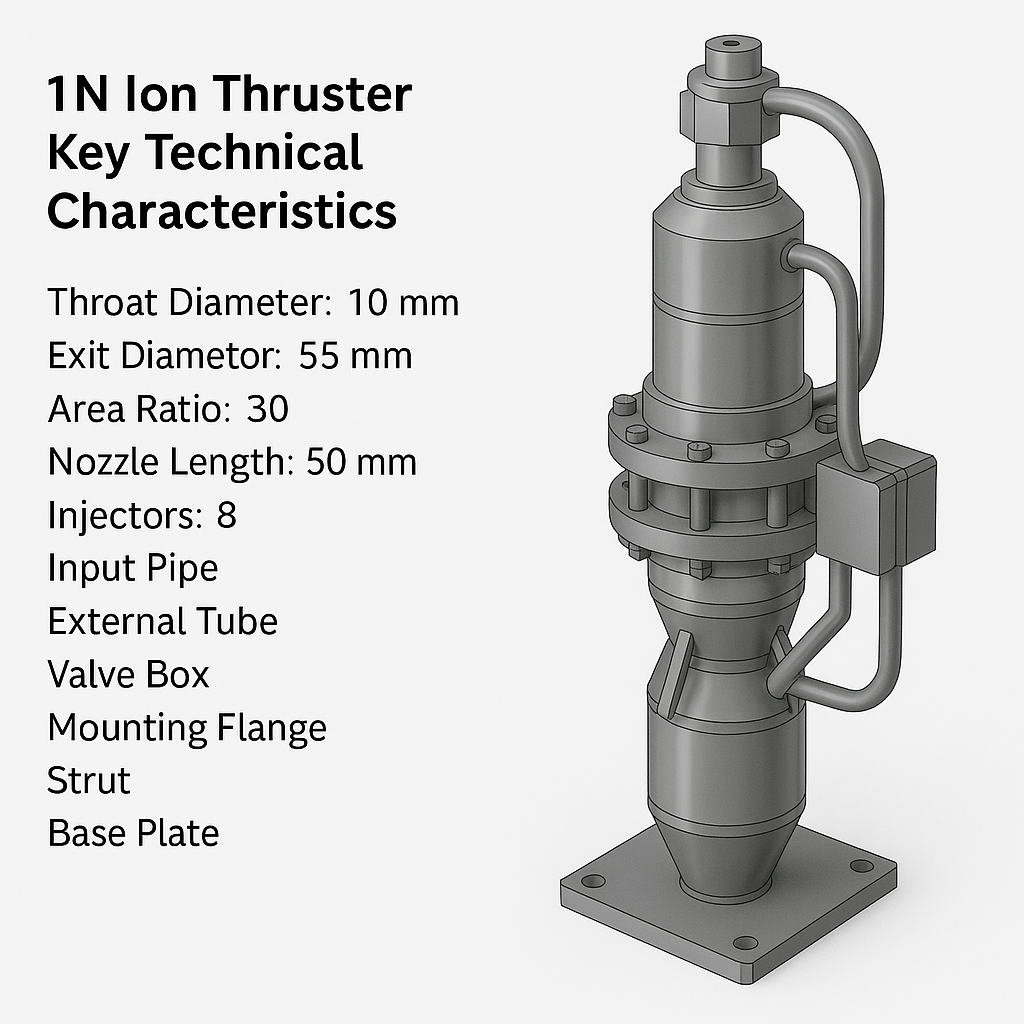 1N Ion Thruster
Key Technical
Characteristics
Throat Diameter: 10 mm
Exit Diametor: 55 mm
Area Ratio: 30
Nozzle Length: 50 mm
Injectors: 8
Input Pipe
External Tube
Valve Box
Mounting Flange
Strut
Base Plate